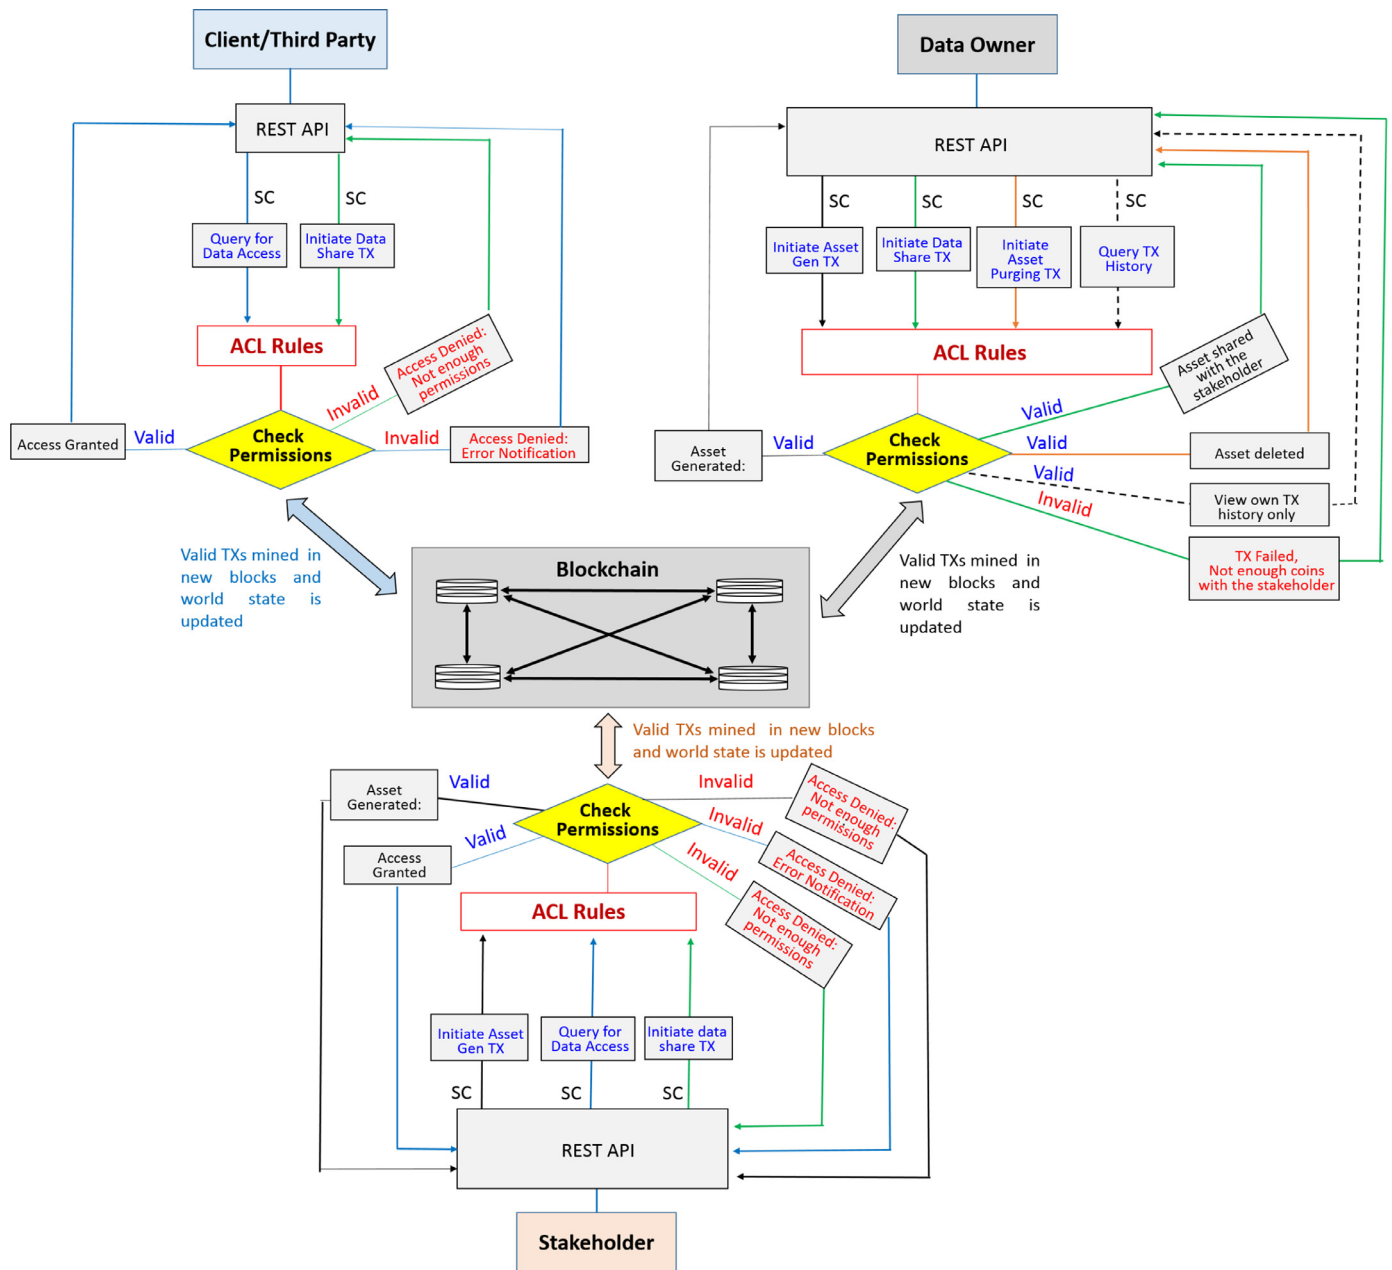 Client/Third Party
REST API
SC
SC
Query for
Data Access
Initiate Data
Share TX
ACL Rules
Access Denied:
Not enough
permissions
Invalid
Check
Permissions
Valid
Access Granted
Invalid
Access Denied:
Error Notification
Valid TXs mined in
new blocks and
world state is
updated
Data Owner
REST API
SC
SC
SC
SC
Initiate Asset
Gen TX
Initiate Data
Share TX
Initiate
Asset
Purging TX
Query TX
History
ACL Rules
Asset shared
with the
stakeholder
Valid
Check
Permissions
Valid
Asset
Generated:
Valid
Asset deleted
Valid
View own TX
history only
Invalid
TX Failed,
Not enough coins
with the stakeholder
Valid TXs mined in
new blocks and
world state is
updated
Blockchain
Valid TXs mined in new blocks
and world state is updated
Asset
Generated:
Valid
Check
Permissions
Invalid
Access Denied:
Not enough
permissions
Valid
Access
Granted
Invalid
Access Denied:
Error Notification
Invalid
Access Denied:
Not enough
permissions
ACL Rules
Initiate Asset
Gen TX
Query for
Data Access
Initiate data
share TX
SC
SC
SC
REST API
Stakeholder